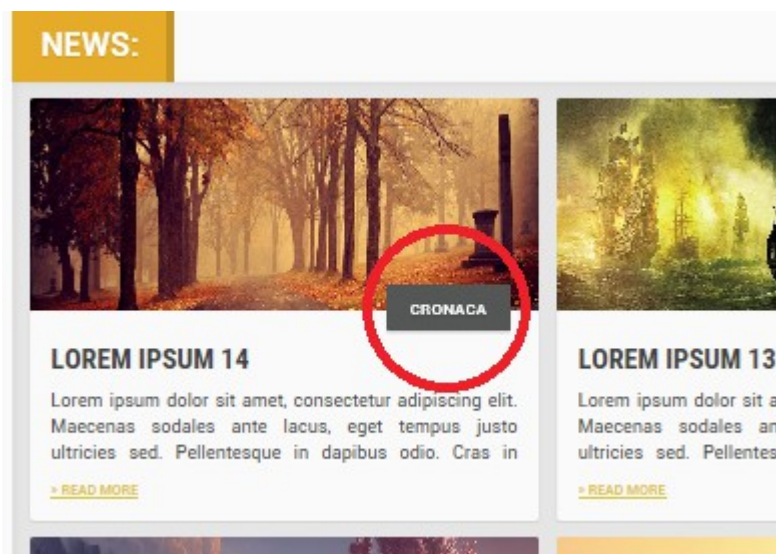 NEWS:
CRONACA
LOREM IPSUM 14
Lorem ipsum dolor sit amet, consectetur adipiscing elit.
Maecenas sodales ante lacus, eget tempus justo
ultricies sed. Pellentesque in dapibus odio. Cras in
» READ MORE
LOREM IPSUM 13
Lorem ipsum dolor sit
Maecenas sodales
ultricies sed.
» READ MORE